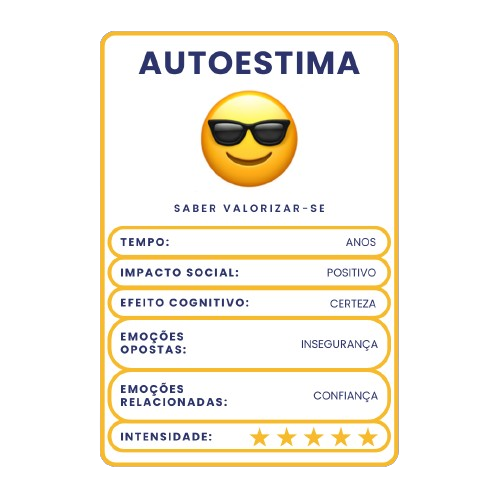 AUTOESTIMA
SABER VALORIZAR-SE
TEMPO: ANOS
IMPACTO SOCIAL: POSITIVO
EFEITO COGNITIVO: CERTEZA
EMOÇÕES
OPOSTAS: INSEGURANÇA
EMOÇÕES
RELACIONADAS: CONFIANÇA
INTENSIDADE: ★★★★★